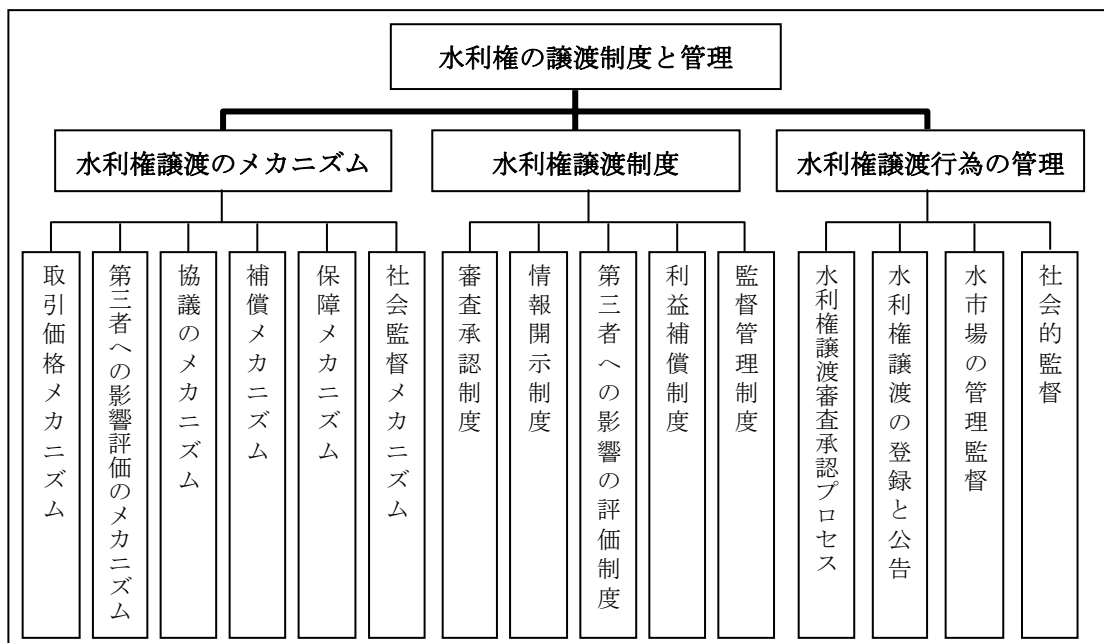 水利権の譲渡制度と管理
水利権譲渡のメカニズム
水利権譲渡制度
水利権譲渡行為の管理
取引価格メカニズム
第三者への影響評価のメカニズム
協議のメカニズム
補償メカニズム
保障メカニズム
社会監督メカニズム
審査承認制度
情報開示制度
第三者への影響の評価制度
利益補償制度
監督管理制度
水利権譲渡審査承認プロセス
水利権譲渡の登録と公告
水市場の管理監督
社会的監督